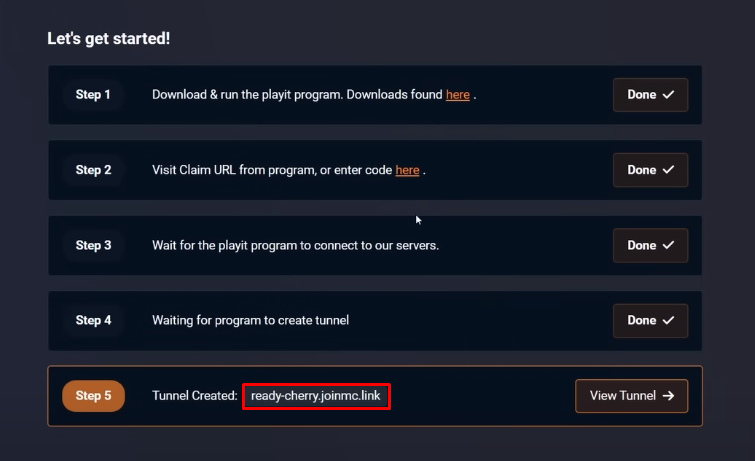 Let's get started!
Step 1 Download & run the playit program. Downloads found here . Done
Step 2 Visit Claim URL from program, or enter code here . Done
Step 3 Wait for the playit program to connect to our servers. Done
Step 4 Waiting for program to create tunnel Done
Step 5 Tunnel Created: ready-cherry.joinmc.link View Tunnel →